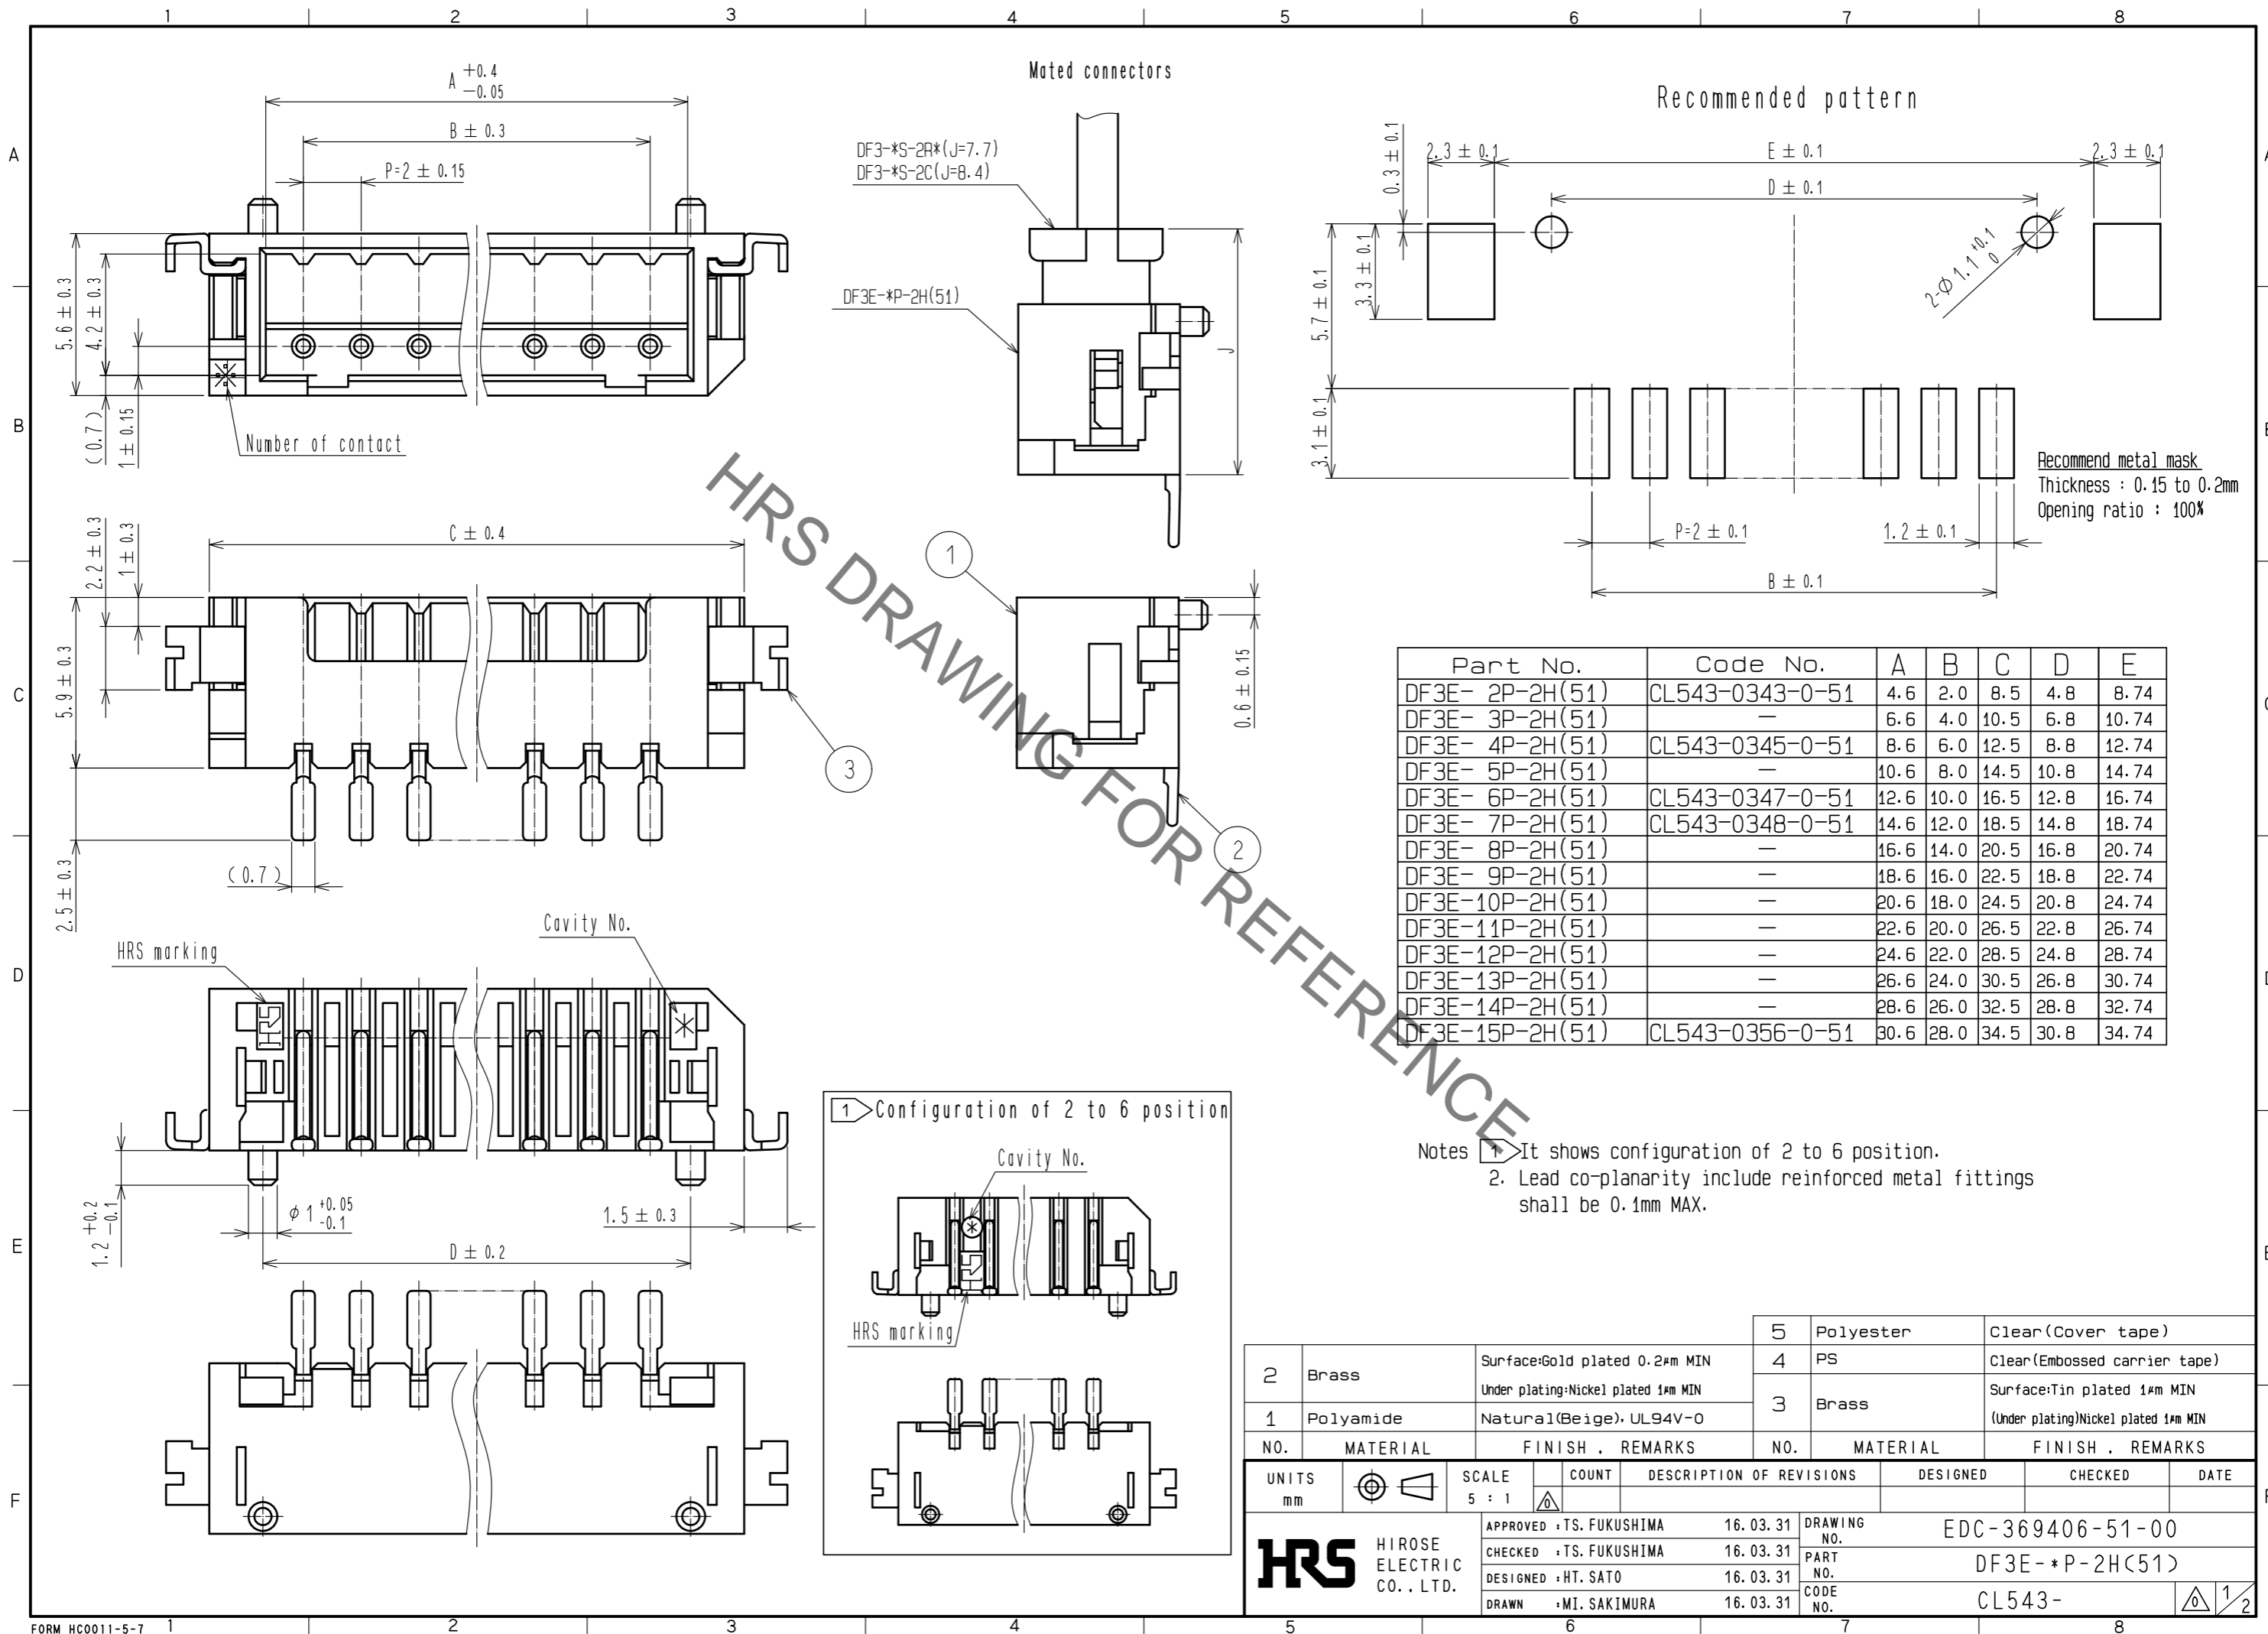 1 2 3 4 5 6 7 8
A
B
C
D
E
F
A +0.4 -0.05
B ± 0.3
P=2 ± 0.15
5.6 ± 0.3
4.2 ± 0.3
(0.7)
1 ± 0.15
Number of contact
Mated connectors
DF3-*S-2R*(J=7.7)
DF3-*S-2C(J=8.4)
DF3E-*P-2H(51)
J
Recommended pattern
0.3 ± 0.1
2.3 ± 0.1
E ± 0.1
2.3 ± 0.1
D ± 0.1
5.7 ± 0.1
3.3 ± 0.1
2-Φ 1.1 +0.1 0
3.1 ± 0.1
Recommend metal mask
Thickness : 0.15 to 0.2mm
Opening ratio : 100%
P=2 ± 0.1
1.2 ± 0.1
B ± 0.1
C ± 0.4
2.2 ± 0.3
1 ± 0.3
5.9 ± 0.3
2.5 ± 0.3
(0.7)
3
1
0.6 ± 0.15
2
HRS DRAWING FOR REFERENCE
Part No. Code No. A B C D E
DF3E- 2P-2H(51) CL543-0343-0-51 4.6 2.0 8.5 4.8 8.74
DF3E- 3P-2H(51) — 6.6 4.0 10.5 6.8 10.74
DF3E- 4P-2H(51) CL543-0345-0-51 8.6 6.0 12.5 8.8 12.74
DF3E- 5P-2H(51) — 10.6 8.0 14.5 10.8 14.74
DF3E- 6P-2H(51) CL543-0347-0-51 12.6 10.0 16.5 12.8 16.74
DF3E- 7P-2H(51) CL543-0348-0-51 14.6 12.0 18.5 14.8 18.74
DF3E- 8P-2H(51) — 16.6 14.0 20.5 16.8 20.74
DF3E- 9P-2H(51) — 18.6 16.0 22.5 18.8 22.74
DF3E-10P-2H(51) — 20.6 18.0 24.5 20.8 24.74
DF3E-11P-2H(51) — 22.6 20.0 26.5 22.8 26.74
DF3E-12P-2H(51) — 24.6 22.0 28.5 24.8 28.74
DF3E-13P-2H(51) — 26.6 24.0 30.5 26.8 30.74
DF3E-14P-2H(51) — 28.6 26.0 32.5 28.8 32.74
DF3E-15P-2H(51) CL543-0356-0-51 30.6 28.0 34.5 30.8 34.74
HRS marking
Cavity No.
HRS
1.2 +0.2 -0.1
φ 1 +0.05 -0.1
1.5 ± 0.3
D ± 0.2
1 Configuration of 2 to 6 position
Cavity No.
HRS marking
Notes 1 It shows configuration of 2 to 6 position.
2. Lead co-planarity include reinforced metal fittings
shall be 0.1mm MAX.
5 Polyester Clear(Cover tape)
4 PS Clear(Embossed carrier tape)
3 Brass Surface:Tin plated 1μm MIN
(Under plating)Nickel plated 1μm MIN
2 Brass Surface:Gold plated 0.2μm MIN
Under plating:Nickel plated 1μm MIN
1 Polyamide Natural(Beige), UL94V-0
NO. MATERIAL FINISH , REMARKS NO. MATERIAL FINISH , REMARKS
UNITS
mm
SCALE
5 : 1
COUNT DESCRIPTION OF REVISIONS DESIGNED CHECKED DATE
0
HRS
HIROSE
ELECTRIC
CO.,LTD.
APPROVED :TS.FUKUSHIMA 16.03.31
CHECKED :TS.FUKUSHIMA 16.03.31
DESIGNED :HT.SATO 16.03.31
DRAWN :MI.SAKIMURA 16.03.31
DRAWING NO. EDC-369406-51-00
PART NO. DF3E-*P-2H(51)
CODE NO. CL543-
0
1/2
FORM HC0011-5-7
1 2 3 4 5 6 7 8